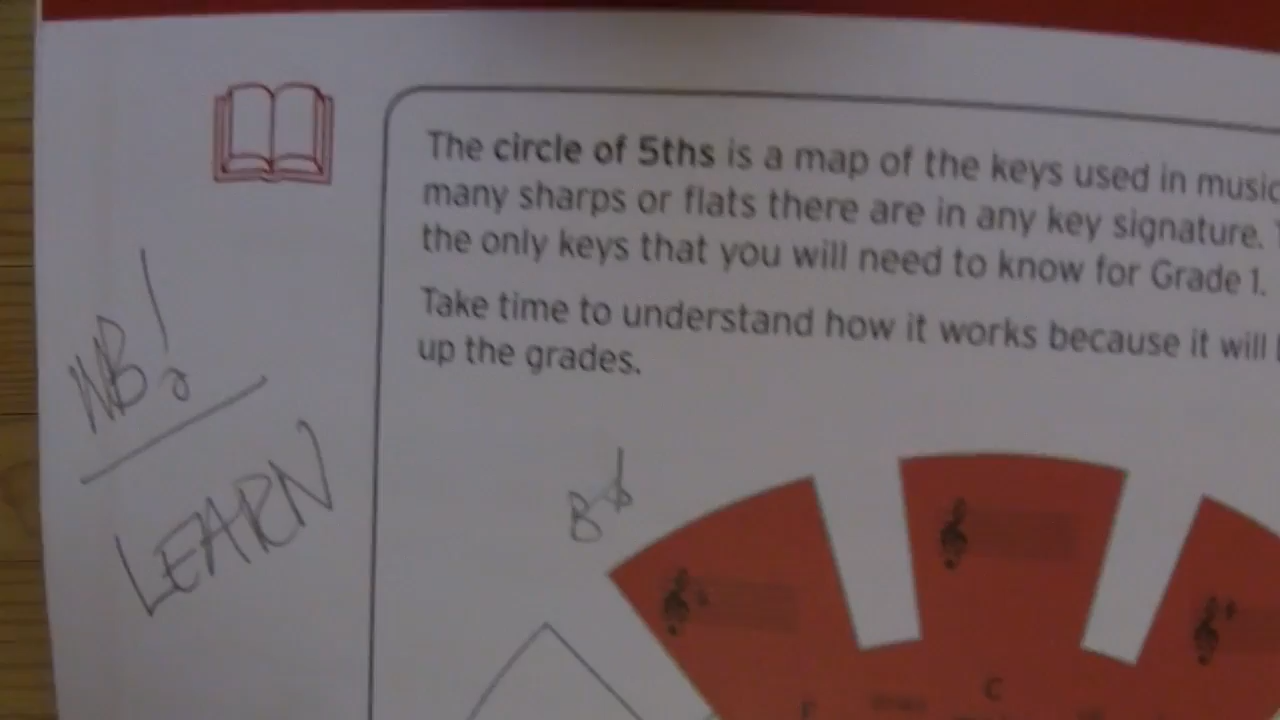 The circle of 5ths is a map of the keys used in music
many sharps or flats there are in any key signature.
the only keys that you will need to know for Grade 1.
Take time to understand how it works because it will
up the grades.
NB!
LEARN
B♭
C
F